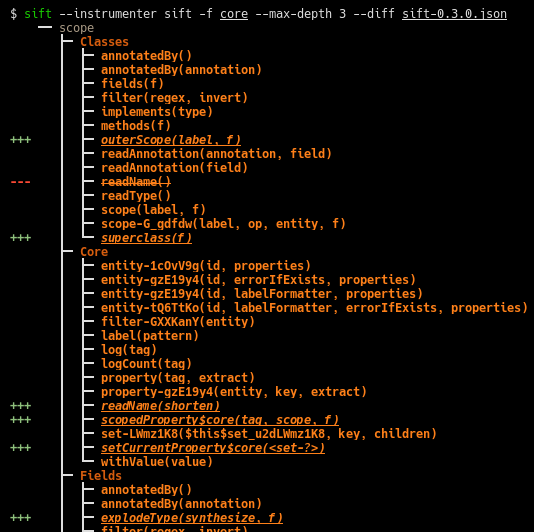 $ sift --instrumenter sift -f core --max-depth 3 --diff sift-0.3.0.json
scope
Classes
annotatedBy()
annotatedBy(annotation)
fields(f)
filter(regex, invert)
implements(type)
methods(f)
+++ outerScope(label, f)
readAnnotation(annotation, field)
readAnnotation(field)
--- readName()
readType()
scope(label, f)
scope-G_gdfdw(label, op, entity, f)
+++ superclass(f)
Core
entity-1cOvV9g(id, properties)
entity-gzE19y4(id, errorIfExists, properties)
entity-gzE19y4(id, labelFormatter, properties)
entity-tQ6TtKo(id, labelFormatter, errorIfExists, properties)
filter-GXXKanY(entity)
label(pattern)
log(tag)
logCount(tag)
property(tag, extract)
property-gzE19y4(entity, key, extract)
+++ readName(shorten)
+++ scopedProperty$core(tag, scope, f)
set-LWmz1K8($this$set_u2dLWmz1K8, key, children)
+++ setCurrentProperty$core(<set-?>)
withValue(value)
Fields
annotatedBy()
annotatedBy(annotation)
+++ explodeType(synthesize, f)
filter(regex, invert)